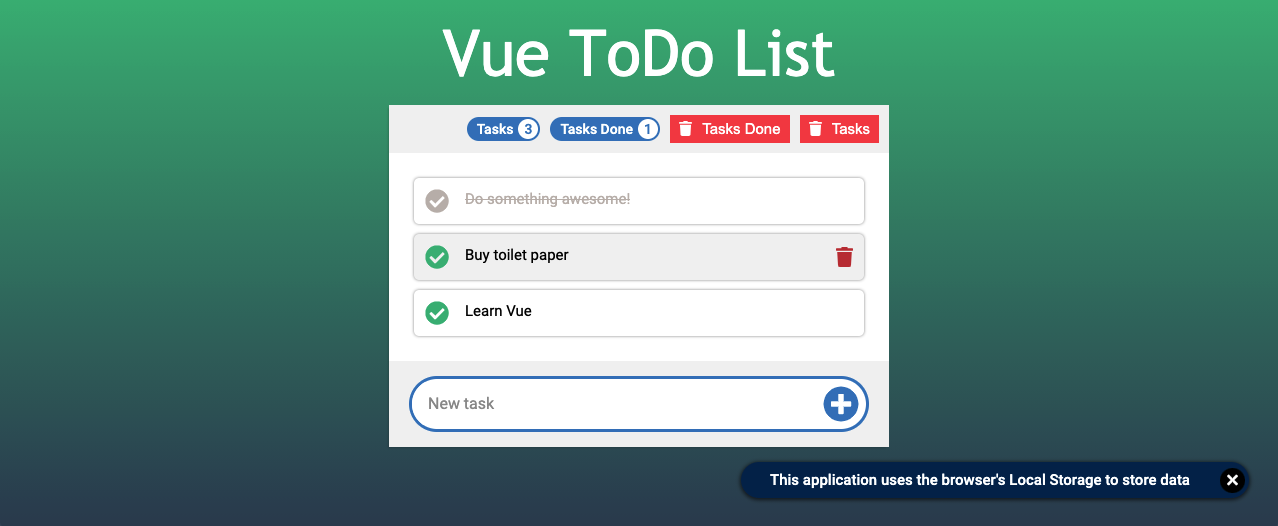 Vue ToDo List
Tasks 3 Tasks Done 1 Tasks Done Tasks
Do something awesome!
Buy toilet paper
Learn Vue
New task
This application uses the browser's Local Storage to store data